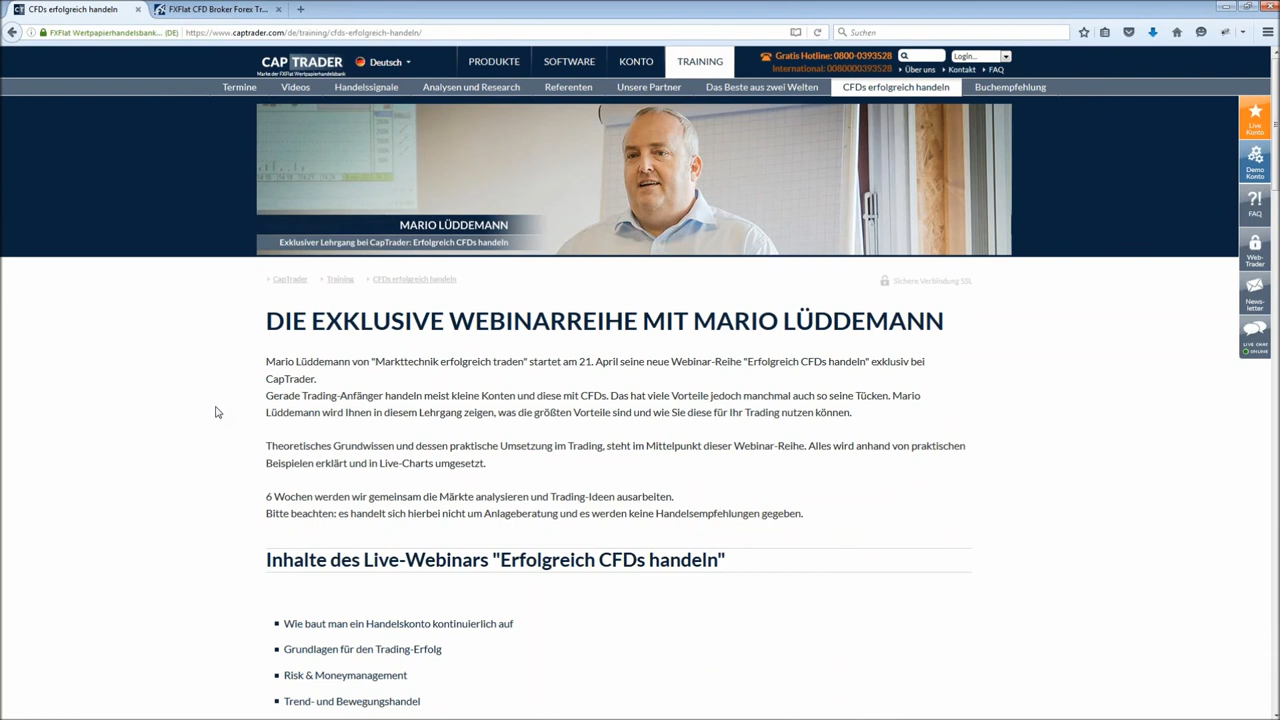 CFDs erfolgreich handeln
FXFlat CFD Broker Forex Tr...
FXFlat Wertpapierhandelsbank... (DE)
https://www.captrader.com/de/training/cfds-erfolgreich-handeln/
Suchen
CAPTRADER
Marke der FXFlat Wertpapierhandelsbank
Deutsch
PRODUKTE
SOFTWARE
KONTO
TRAINING
Gratis Hotline: 0800-0393528
International: 0080000393528
Login...
Über uns
Kontakt
FAQ
Termine
Videos
Handelssignale
Analysen und Research
Referenten
Unsere Partner
Das Beste aus zwei Welten
CFDs erfolgreich handeln
Buchempfehlung
MARIO LÜDDEMANN
Exklusiver Lehrgang bei CapTrader: Erfolgreich CFDs handeln
Live Konto
Demo Konto
?!
FAQ
Web-Trader
News-letter
LIVE CHAT
ONLINE
CapTrader
Training
CFDs erfolgreich handeln
Sichere Verbindung SSL
DIE EXKLUSIVE WEBINARREIHE MIT MARIO LÜDDEMANN
Mario Lüddemann von "Markttechnik erfolgreich traden" startet am 21. April seine neue Webinar-Reihe "Erfolgreich CFDs handeln" exklusiv bei
CapTrader.
Gerade Trading-Anfänger handeln meist kleine Konten und diese mit CFDs. Das hat viele Vorteile jedoch manchmal auch so seine Tücken. Mario
Lüddemann wird Ihnen in diesem Lehrgang zeigen, was die größten Vorteile sind und wie Sie diese für Ihr Trading nutzen können.
Theoretisches Grundwissen und dessen praktische Umsetzung im Trading, steht im Mittelpunkt dieser Webinar-Reihe. Alles wird anhand von praktischen
Beispielen erklärt und in Live-Charts umgesetzt.
6 Wochen werden wir gemeinsam die Märkte analysieren und Trading-Ideen ausarbeiten.
Bitte beachten: es handelt sich hierbei nicht um Anlageberatung und es werden keine Handelsempfehlungen gegeben.
Inhalte des Live-Webinars "Erfolgreich CFDs handeln"
Wie baut man ein Handelskonto kontinuierlich auf
Grundlagen für den Trading-Erfolg
Risk & Moneymanagement
Trend- und Bewegungshandel